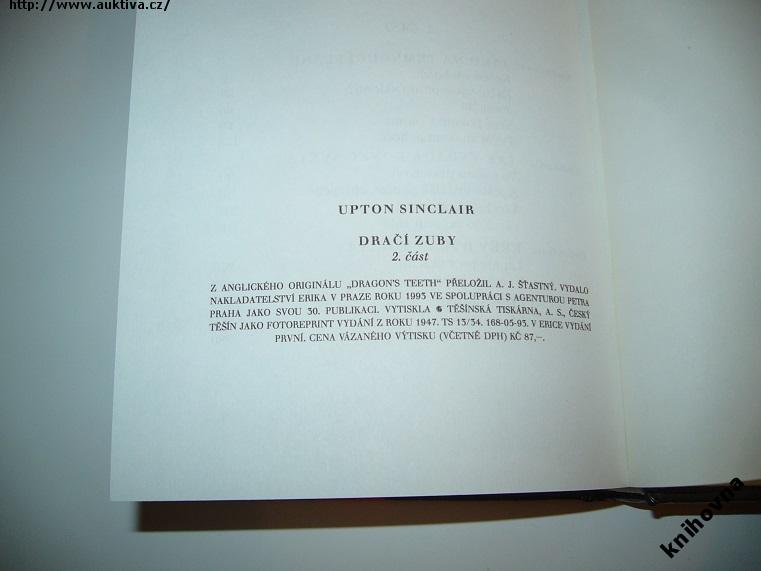 http://www.auktiva.cz/
UPTON SINCLAIR
DRAČÍ ZUBY
2. část
Z ANGLICKÉHO ORIGINÁLU „DRAGON'S TEETH" PŘELOŽIL A. J. ŠŤASTNÝ. VYDALO
NAKLADATELSTVÍ ERIKA V PRAZE ROKU 1993 VE SPOLUPRÁCI S AGENTUROU PETRA
PRAHA JAKO SVOU 30. PUBLIKACI. VYTISKLA TĚŠÍNSKÁ TISKÁRNA, A. S., ČESKÝ
TĚŠÍN JAKO FOTOREPRINT VYDÁNÍ Z ROKU 1947. TS 13/34. 168-05-93. V ERICE VYDÁNÍ
PRVNÍ. CENA VÁZANÉHO VÝTISKU (VČETNĚ DPH) KČ 87,-.
knihovna